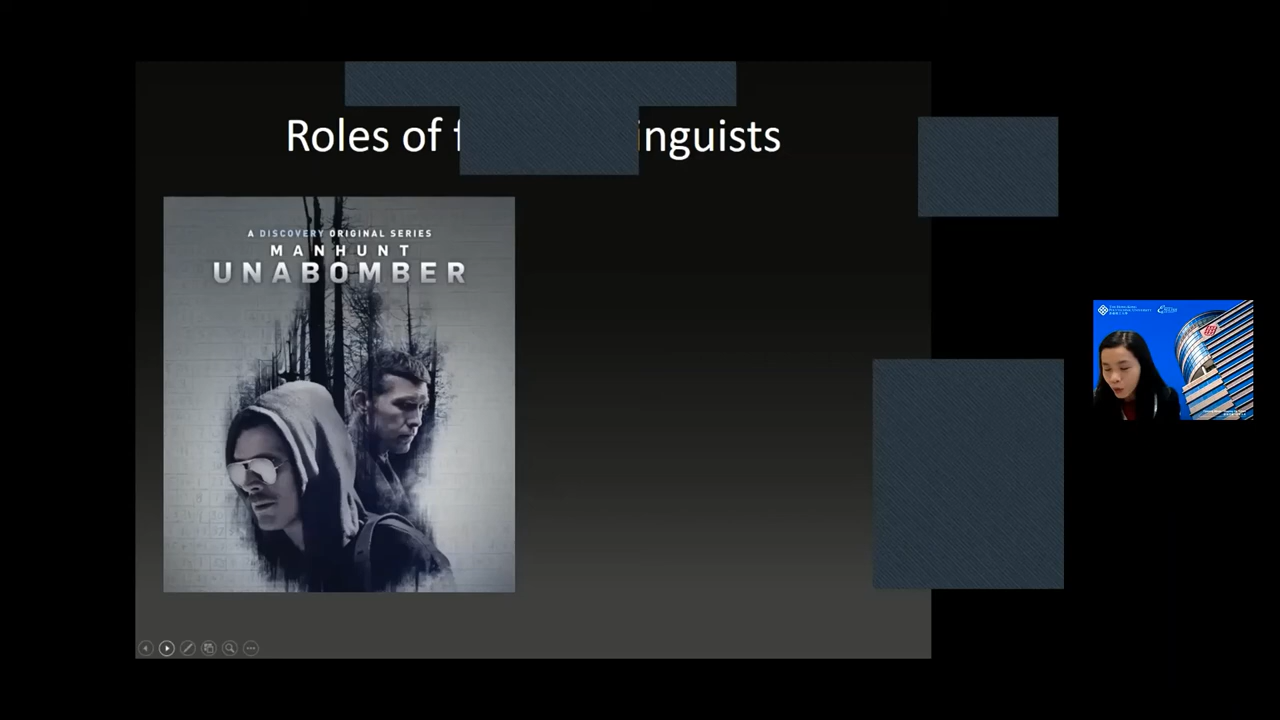 Roles of f inguists
A DISCOVERY ORIGINAL SERIES
MANHUNT
UNABOMBER